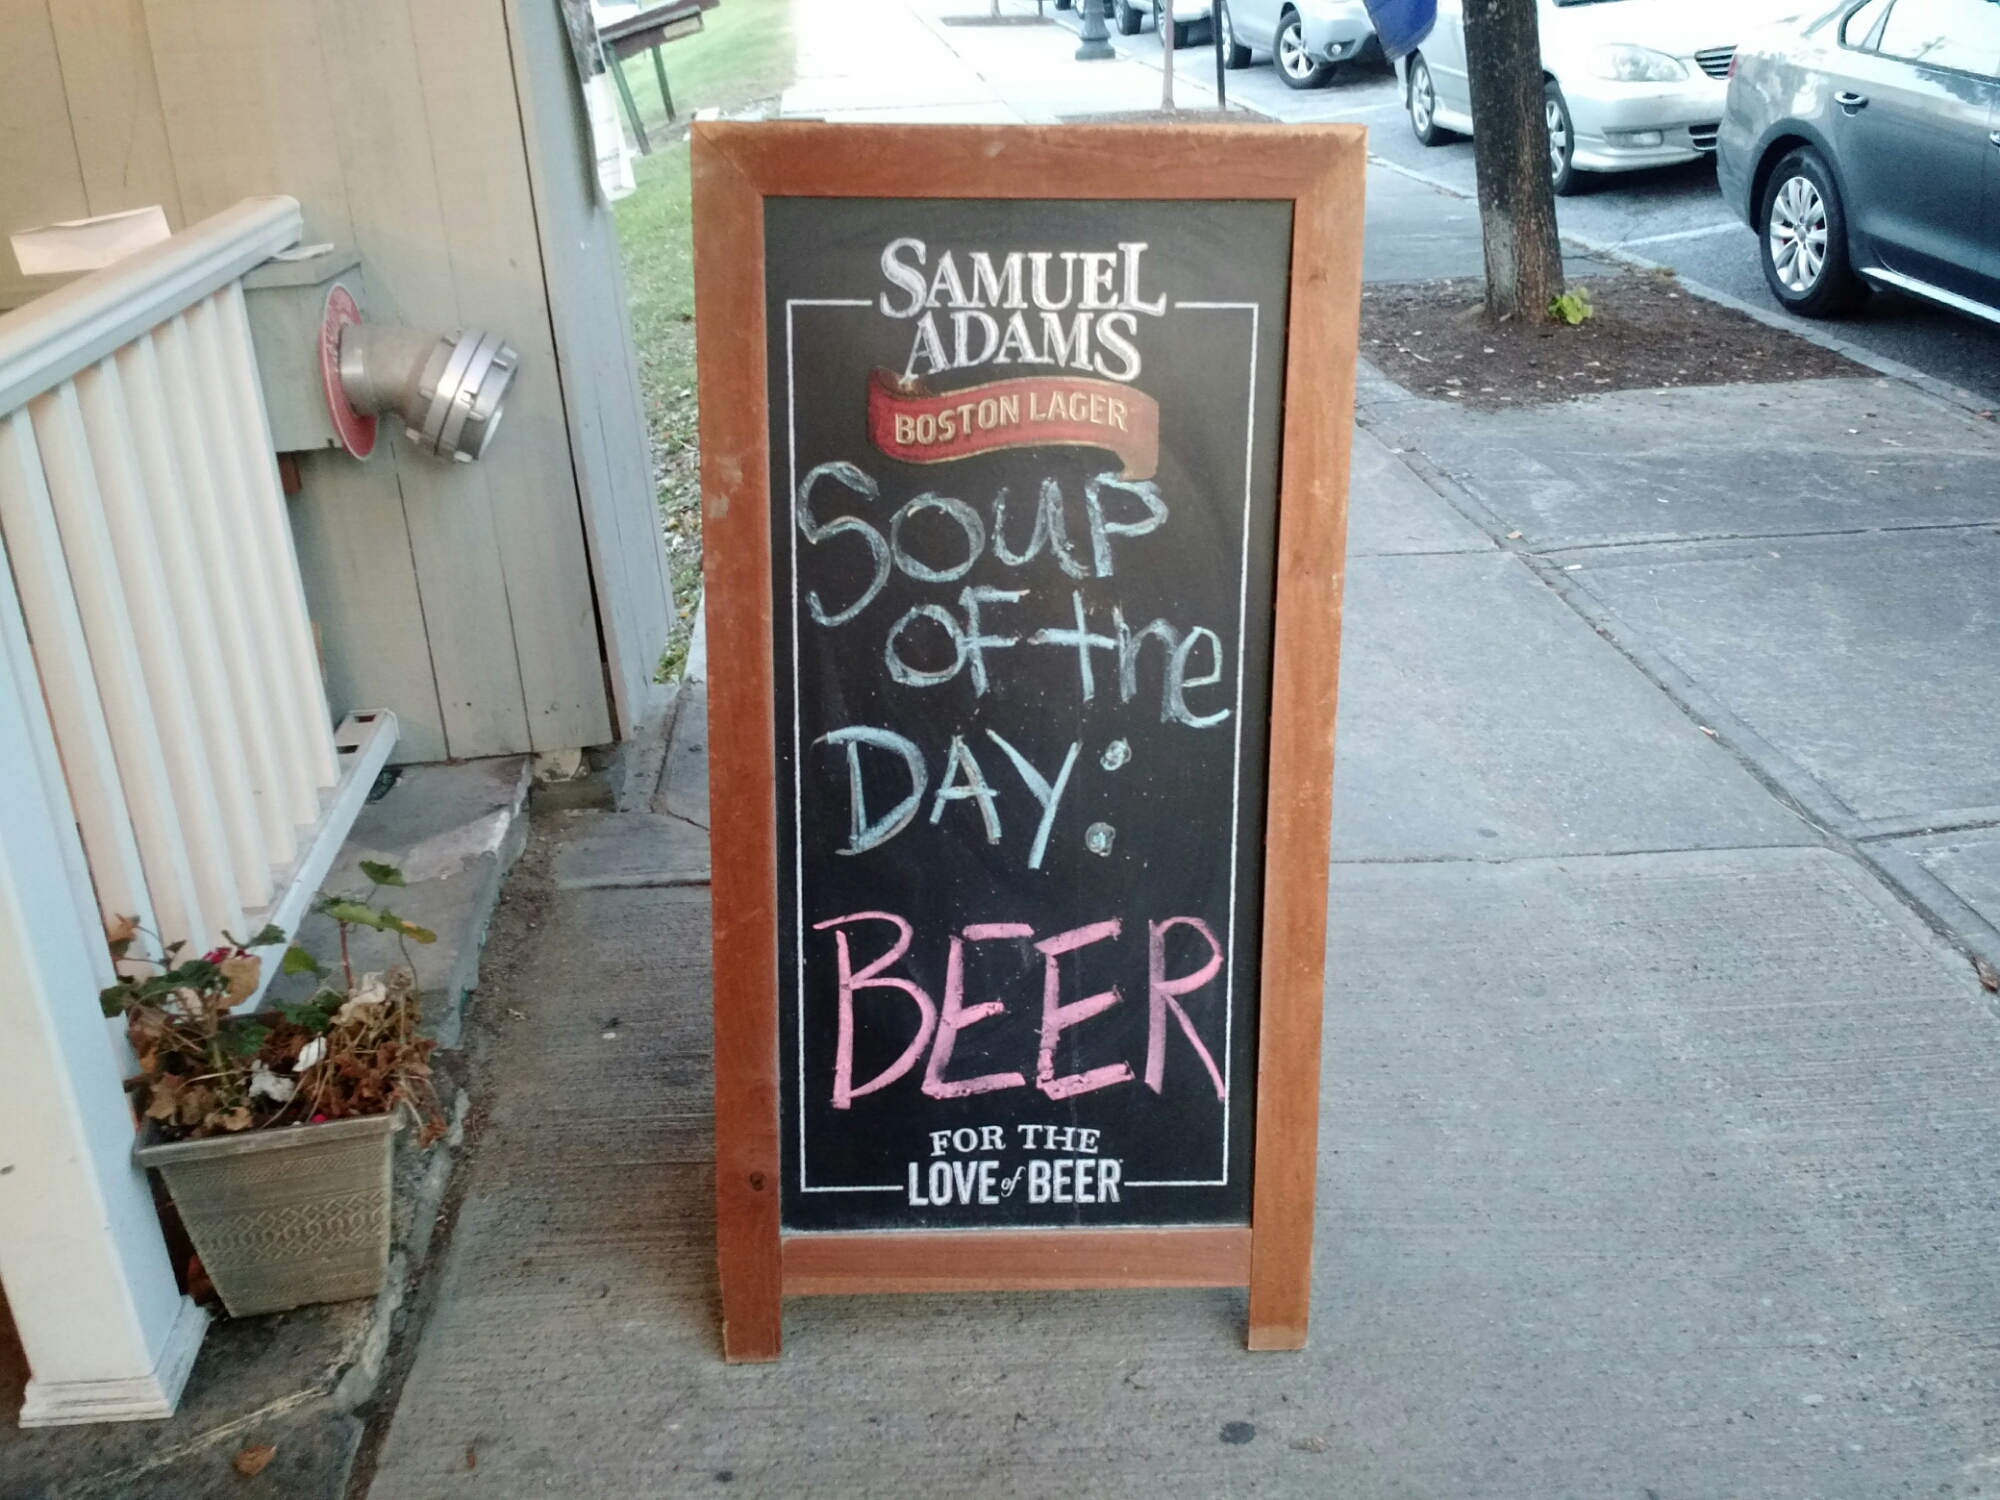 SAMUEL
ADAMS
BOSTON LAGER
Soup
OF the
DAY:
BEER
FOR THE
LOVE of BEER